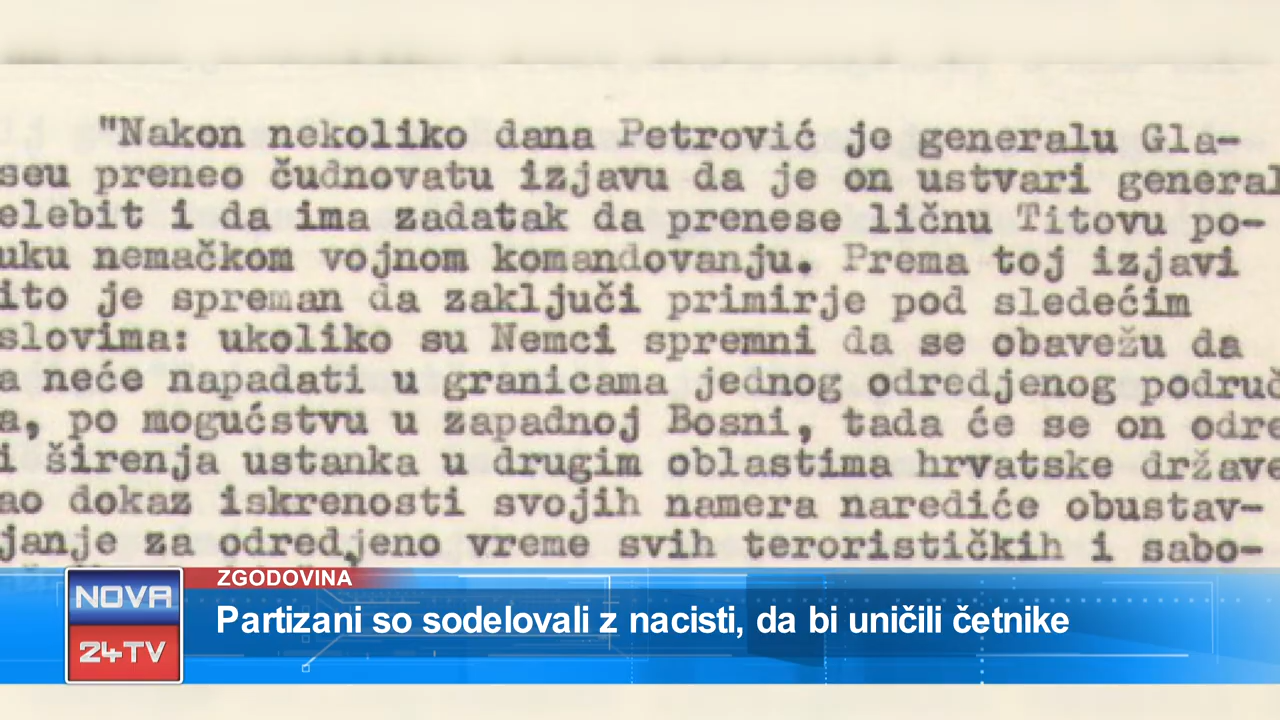 "Nakon nekoliko dana Petrović je generalu Gla-
seu preneo čudnovatu izjavu da je on ustvari general
elebit i da ima zadatak da prenese ličnu Titovu po-
uku nemačkom vojnom komandovanju. Prema toj izjavi
ito je spreman da zaključi primirje pod sledećim
slovima: ukoliko su Nemci spremni da se obavežu da
a neće napadati u granicama jednog odredjenog područ
a, po mogućstvu u zapadnoj Bosni, tada će se on odre
i širenja ustanka u drugim oblastima hrvatske države
ao dokaz iskrenosti svojih namera narediće obustav-
janje za odredjeno vreme svih terorističkih i sabo-
ZGODOVINA
Partizani so sodelovali z nacisti, da bi uničili četnike
NOVA
24TV